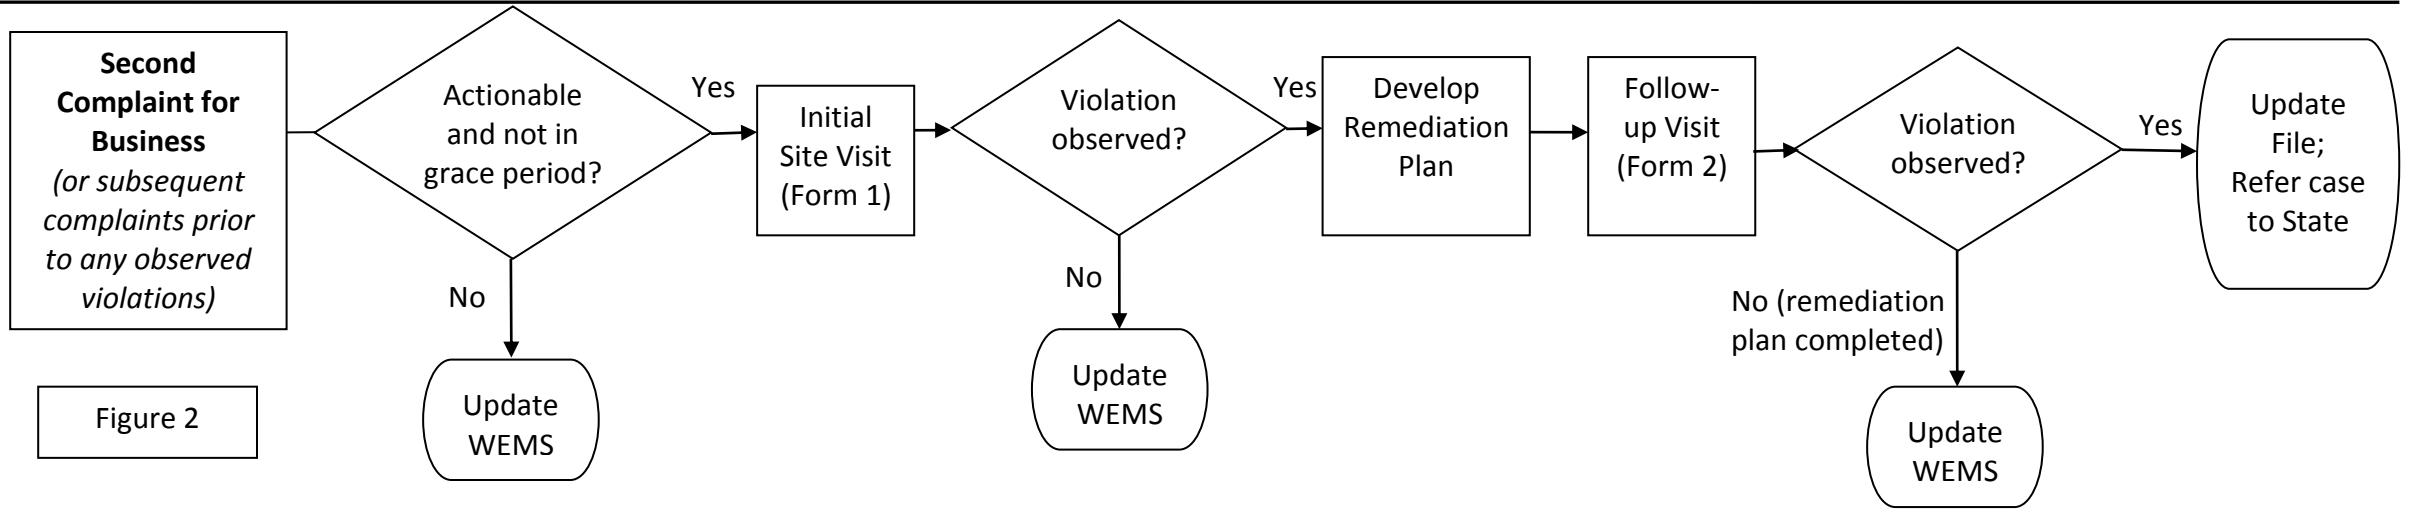 Second
Complaint for
Business
(or subsequent
complaints prior
to any observed
violations)
Figure 2
Actionable
and not in
grace period?
Yes
No
Update
WEMS
Initial
Site Visit
(Form 1)
Violation
observed?
Yes
No
Update
WEMS
Develop
Remediation
Plan
Follow-
up Visit
(Form 2)
Violation
observed?
Yes
No (remediation
plan completed)
Update
WEMS
Update
File;
Refer case
to State